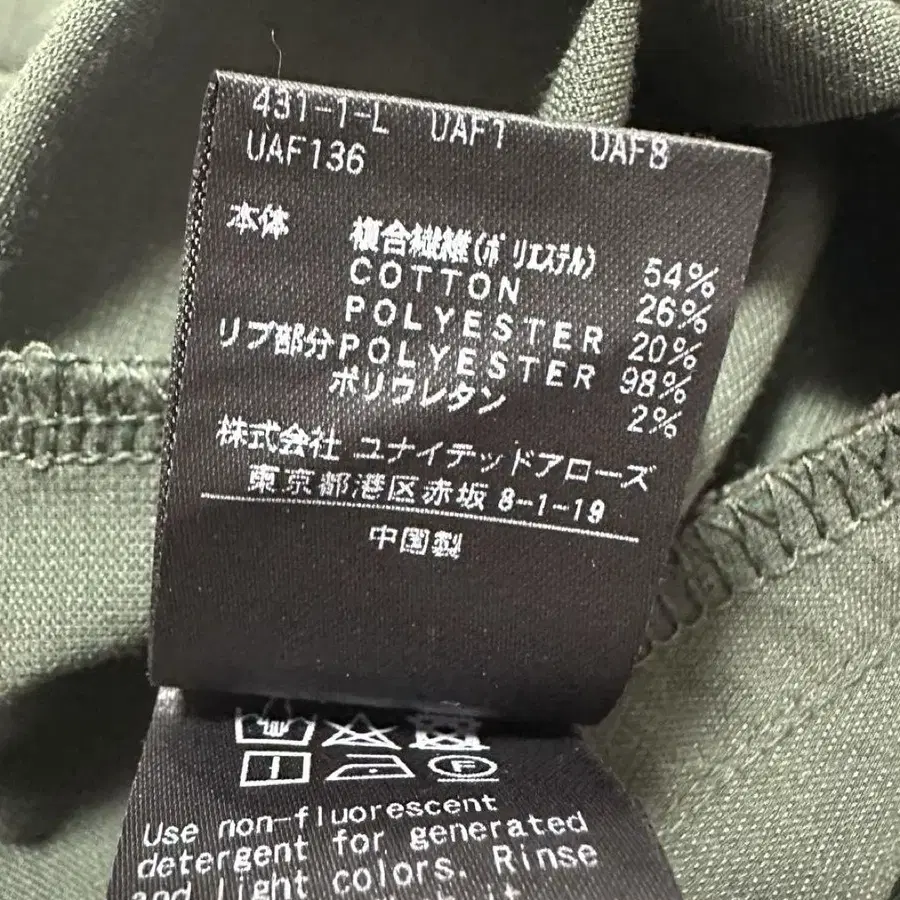 431-1-L UAF1 UAF8
UAF136
本体 複合繊維(ポリエステル) 54%
COTTON 26%
POLYESTER 20%
リブ部分 POLYESTER 98%
ポリウレタン 2%
株式会社 ユナイテッドアローズ
東京都港区赤坂 8-1-19
中国製
F
Use non-fluorescent
detergent for generated
and light colors. Rinse
it